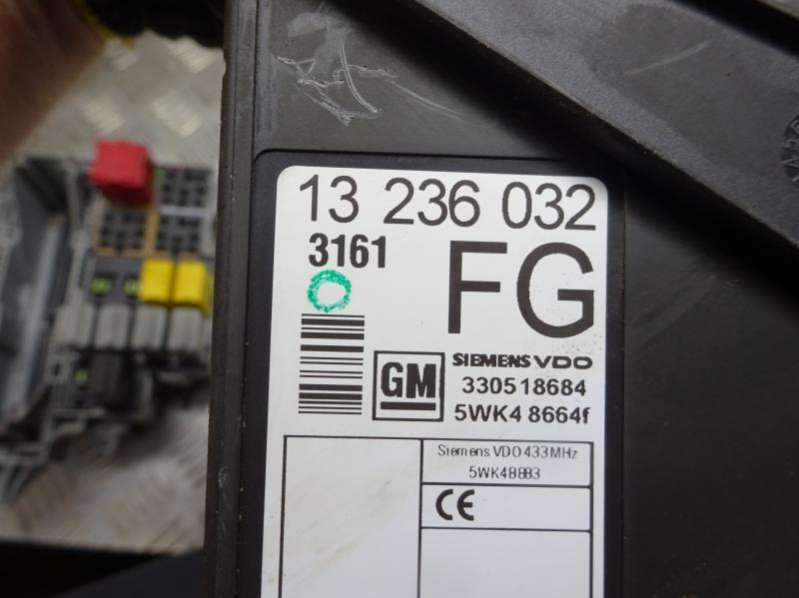 13 236 032
3161
FG
GM
SIEMENS VDO
330518684
5WK4 8664f
Siemens VDO 433MHz
5WK48883
CE